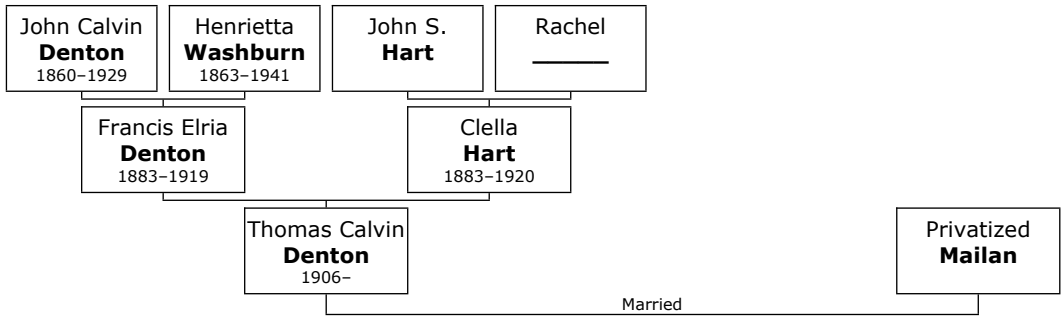 John Calvin
Denton
1860–1929
Henrietta
Washburn
1863–1941
John S.
Hart
Rachel
______
Francis Elria
Denton
1883–1919
Clella
Hart
1883–1920
Thomas Calvin
Denton
1906–
Privatized
Mailan
Married